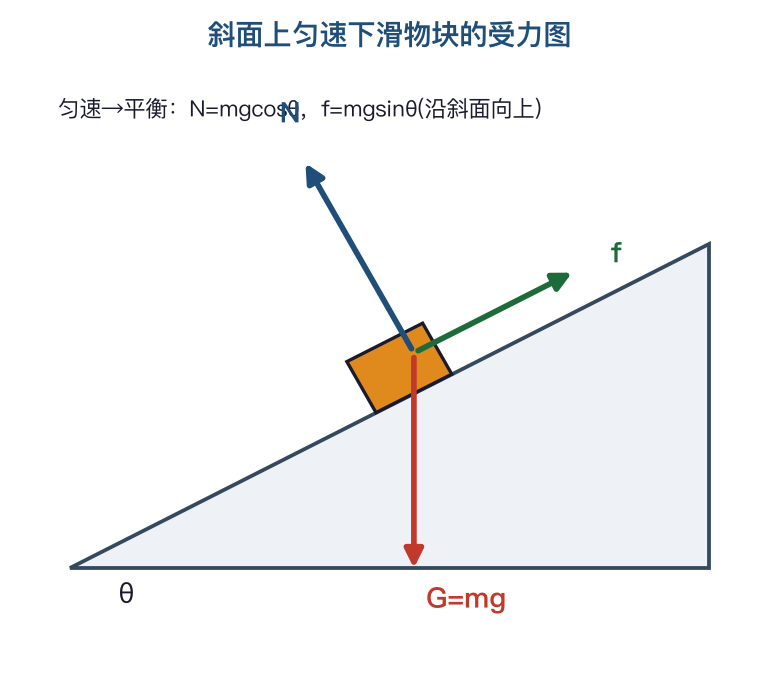 斜面上匀速下滑物块的受力图
匀速→平衡：N=mgcosθ，f=mgsinθ(沿斜面向上)
N
f
θ
G=mg